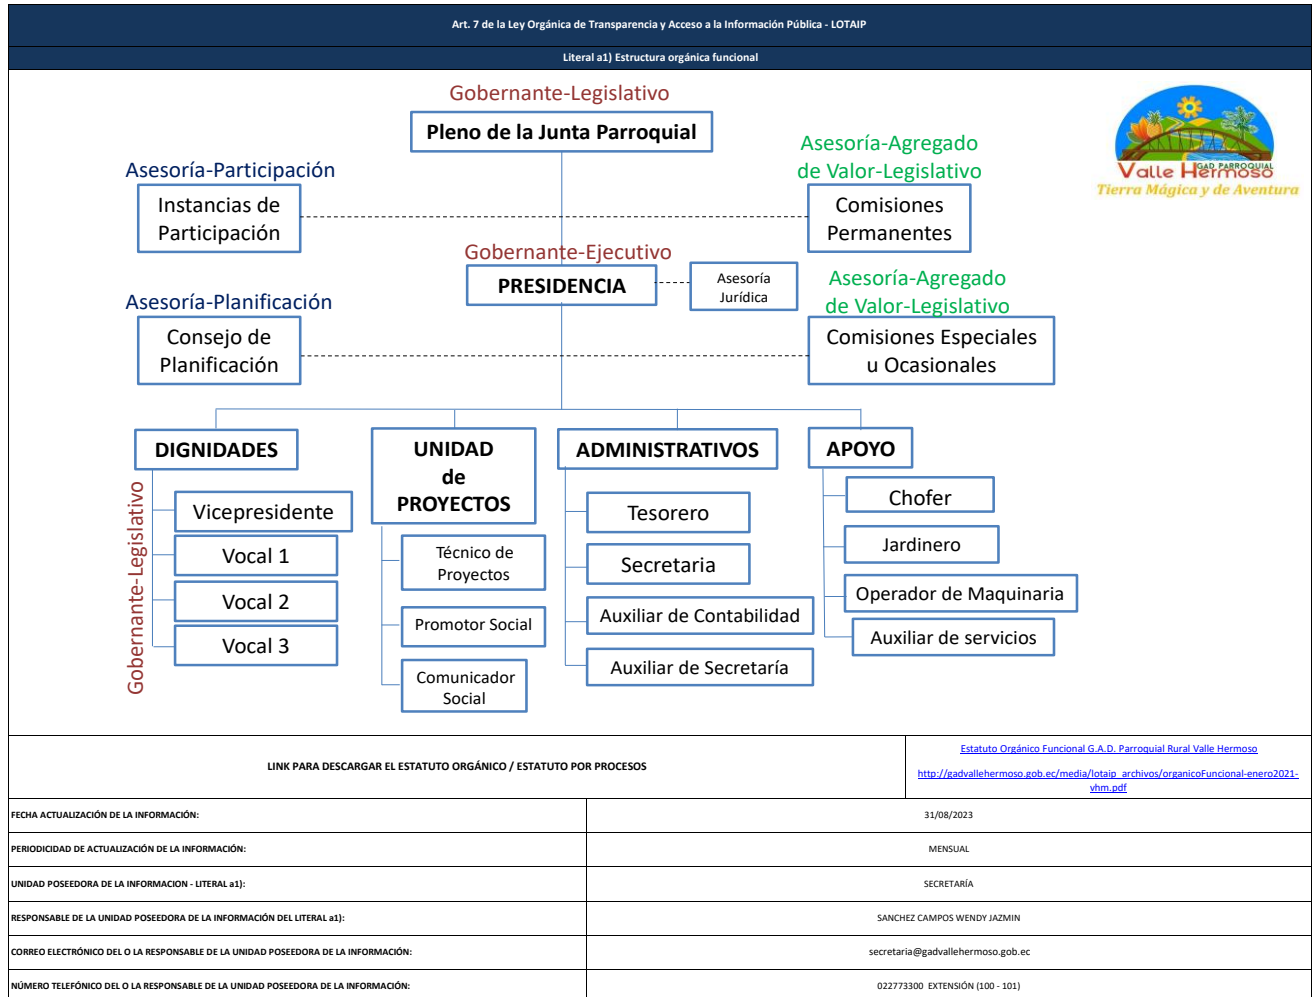 Art. 7 de la Ley Orgánica de Transparencia y Acceso a la Información Pública - LOTAIP
Literal a1) Estructura orgánica funcional
Gobernante-Legislativo
Pleno de la Junta Parroquial
Asesoría-Participación
Instancias de
Participación
Asesoría-Agregado
de Valor-Legislativo
Comisiones
Permanentes
GAD PARROQUIAL
Valle Hermoso
Tierra Mágica y de Aventura
Gobernante-Ejecutivo
PRESIDENCIA
Asesoría
Jurídica
Asesoría-Planificación
Consejo de
Planificación
Asesoría-Agregado
de Valor-Legislativo
Comisiones Especiales
u Ocasionales
DIGNIDADES
Gobernante-Legislativo
Vicepresidente
Vocal 1
Vocal 2
Vocal 3
UNIDAD
de
PROYECTOS
Técnico de
Proyectos
Promotor Social
Comunicador
Social
ADMINISTRATIVOS
Tesorero
Secretaria
Auxiliar de Contabilidad
Auxiliar de Secretaría
APOYO
Chofer
Jardinero
Operador de Maquinaria
Auxiliar de servicios
LINK PARA DESCARGAR EL ESTATUTO ORGÁNICO / ESTATUTO POR PROCESOS
Estatuto Orgánico Funcional G.A.D. Parroquial Rural Valle Hermoso
http://gadvallehermoso.gob.ec/media/lotaip_archivos/organicoFuncional-enero2021-
vhm.pdf
FECHA ACTUALIZACIÓN DE LA INFORMACIÓN: 31/08/2023
PERIODICIDAD DE ACTUALIZACIÓN DE LA INFORMACIÓN: MENSUAL
UNIDAD POSEEDORA DE LA INFORMACION - LITERAL a1): SECRETARÍA
RESPONSABLE DE LA UNIDAD POSEEDORA DE LA INFORMACIÓN DEL LITERAL a1): SANCHEZ CAMPOS WENDY JAZMIN
CORREO ELECTRÓNICO DEL O LA RESPONSABLE DE LA UNIDAD POSEEDORA DE LA INFORMACIÓN: secretaria@gadvallehermoso.gob.ec
NÚMERO TELEFÓNICO DEL O LA RESPONSABLE DE LA UNIDAD POSEEDORA DE LA INFORMACIÓN: 022773300 EXTENSIÓN (100 - 101)